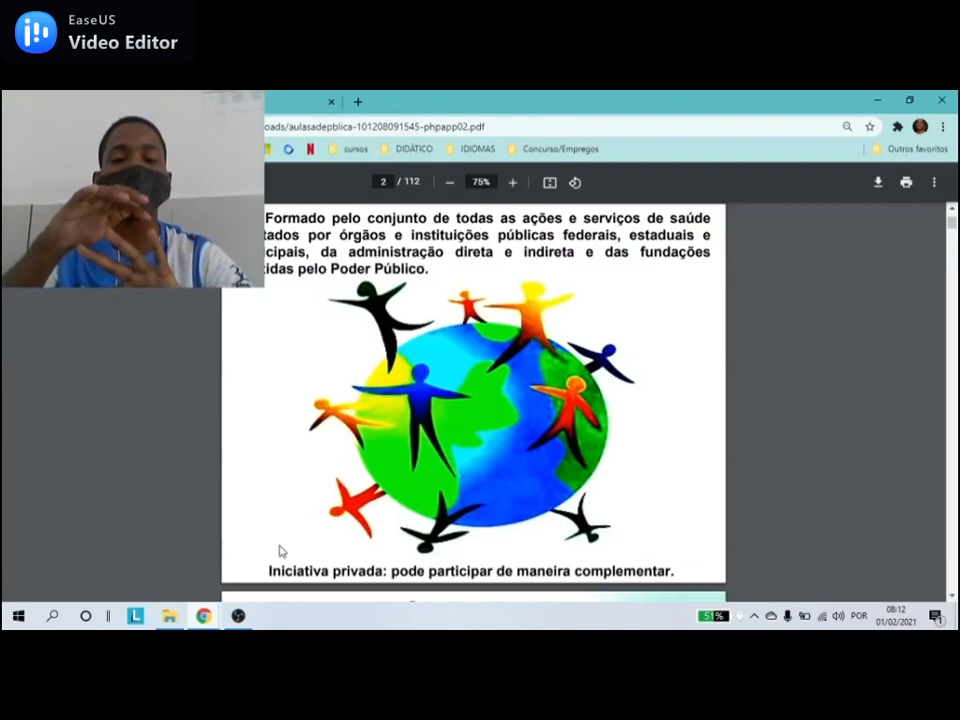 EaseUS
Video Editor
oads/aulasadepblica-101208091545-phpapp02.pdf
cursos DIDÁTICO IDIOMAS Concurso/Empregos Outros favoritos
2 / 112 75%
Formado pelo conjunto de todas as ações e serviços de saúde
tados por órgãos e instituições públicas federais, estaduais e
cipais, da administração direta e indireta e das fundações
idas pelo Poder Público.
Iniciativa privada: pode participar de maneira complementar.
51% POR 08:12
01/02/2021